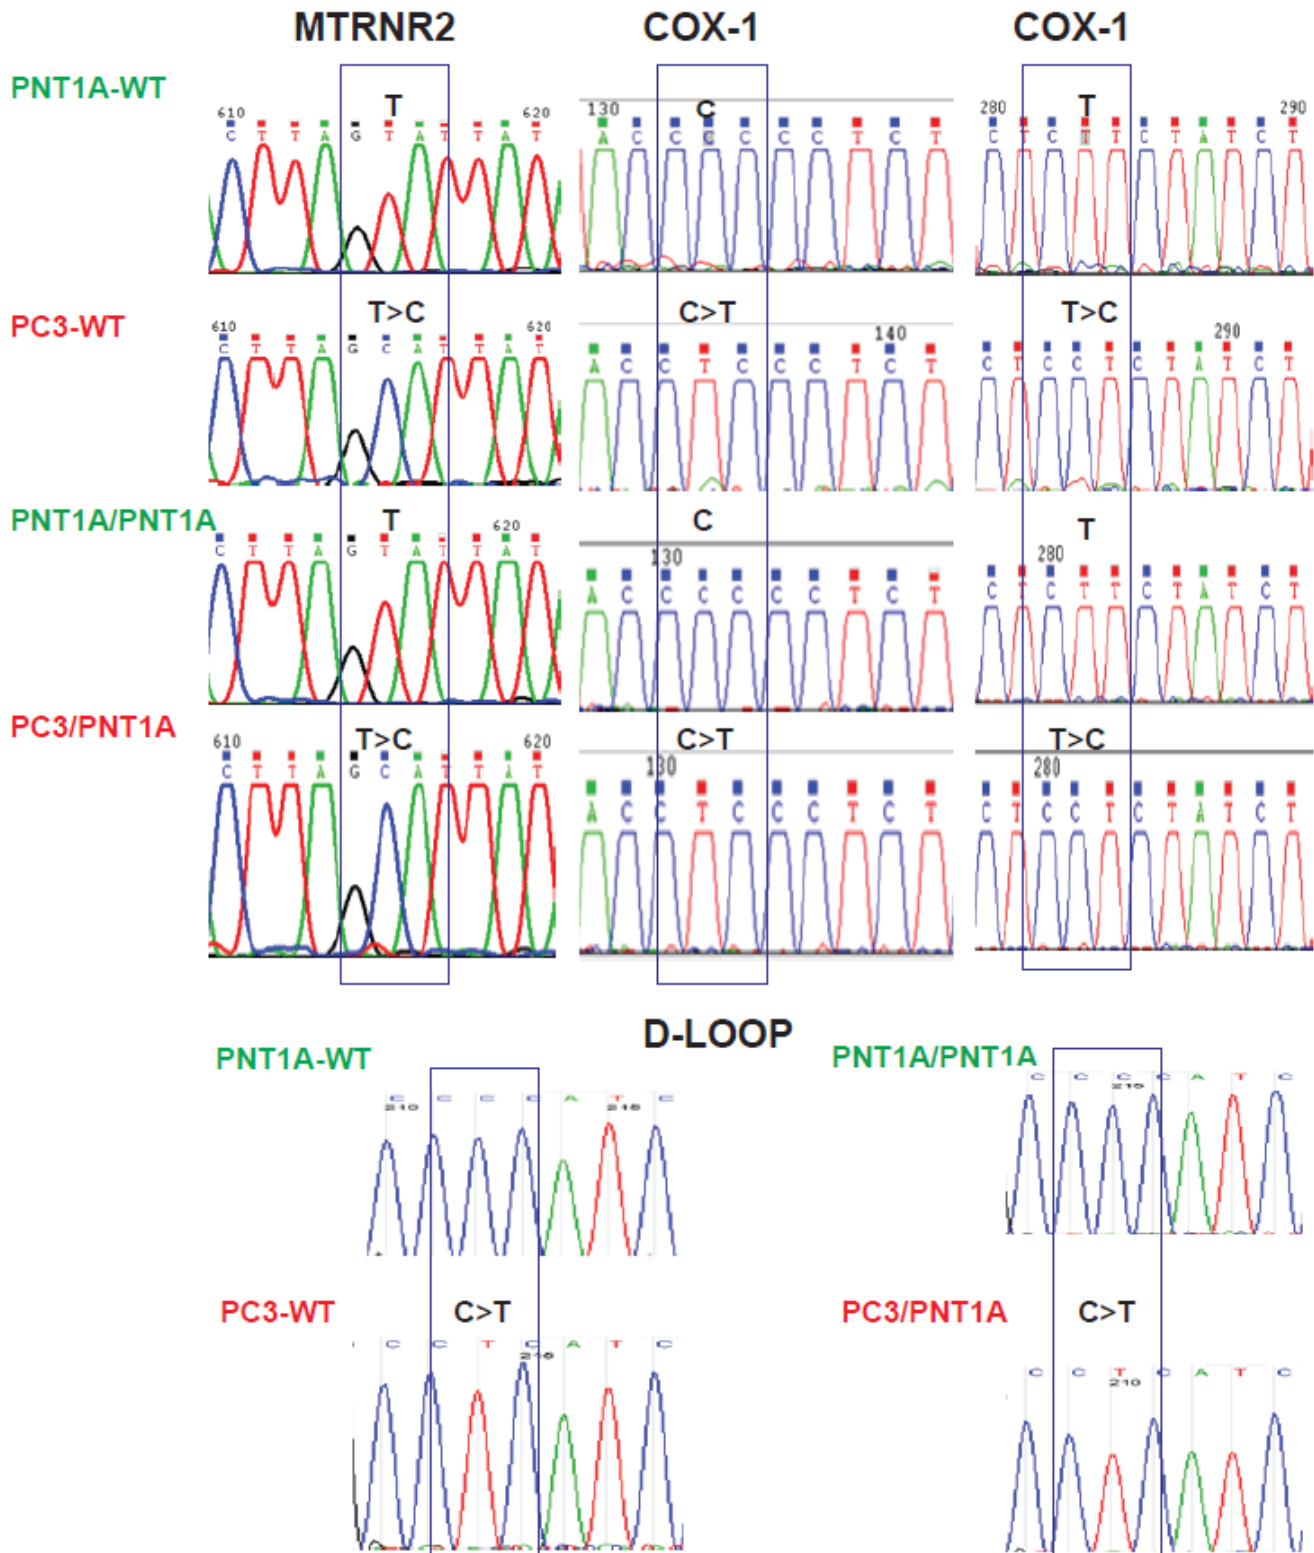 MTRNR2 COX-1 COX-1
PNT1A-WT
T C T
610 620 130 280 290
C T T A G T A T T A T
A C C C C C C T C T
C T C T T C T A T C T
PC3-WT
T>C C>T T>C
610 620 140 290
C T T A G C A T T A T
A C C T C C C T C T
C T C C T C T A T C T
PNT1A/PNT1A
T C T
620 130 280
C T T A G T A T T A T
A C C C C C C T C T
C T C T T C T A T C T
PC3/PNT1A
T>C C>T T>C
610 620 130 280
C T T A G C A T T A T
A C C T C C C T C T
C T C C T C T A T C T
D-LOOP
PNT1A-WT PNT1A/PNT1A
C C C C A T C
210
C C C C A T C
PC3-WT C>T PC3/PNT1A C>T
C C T C A T C
C C T C A T C
210